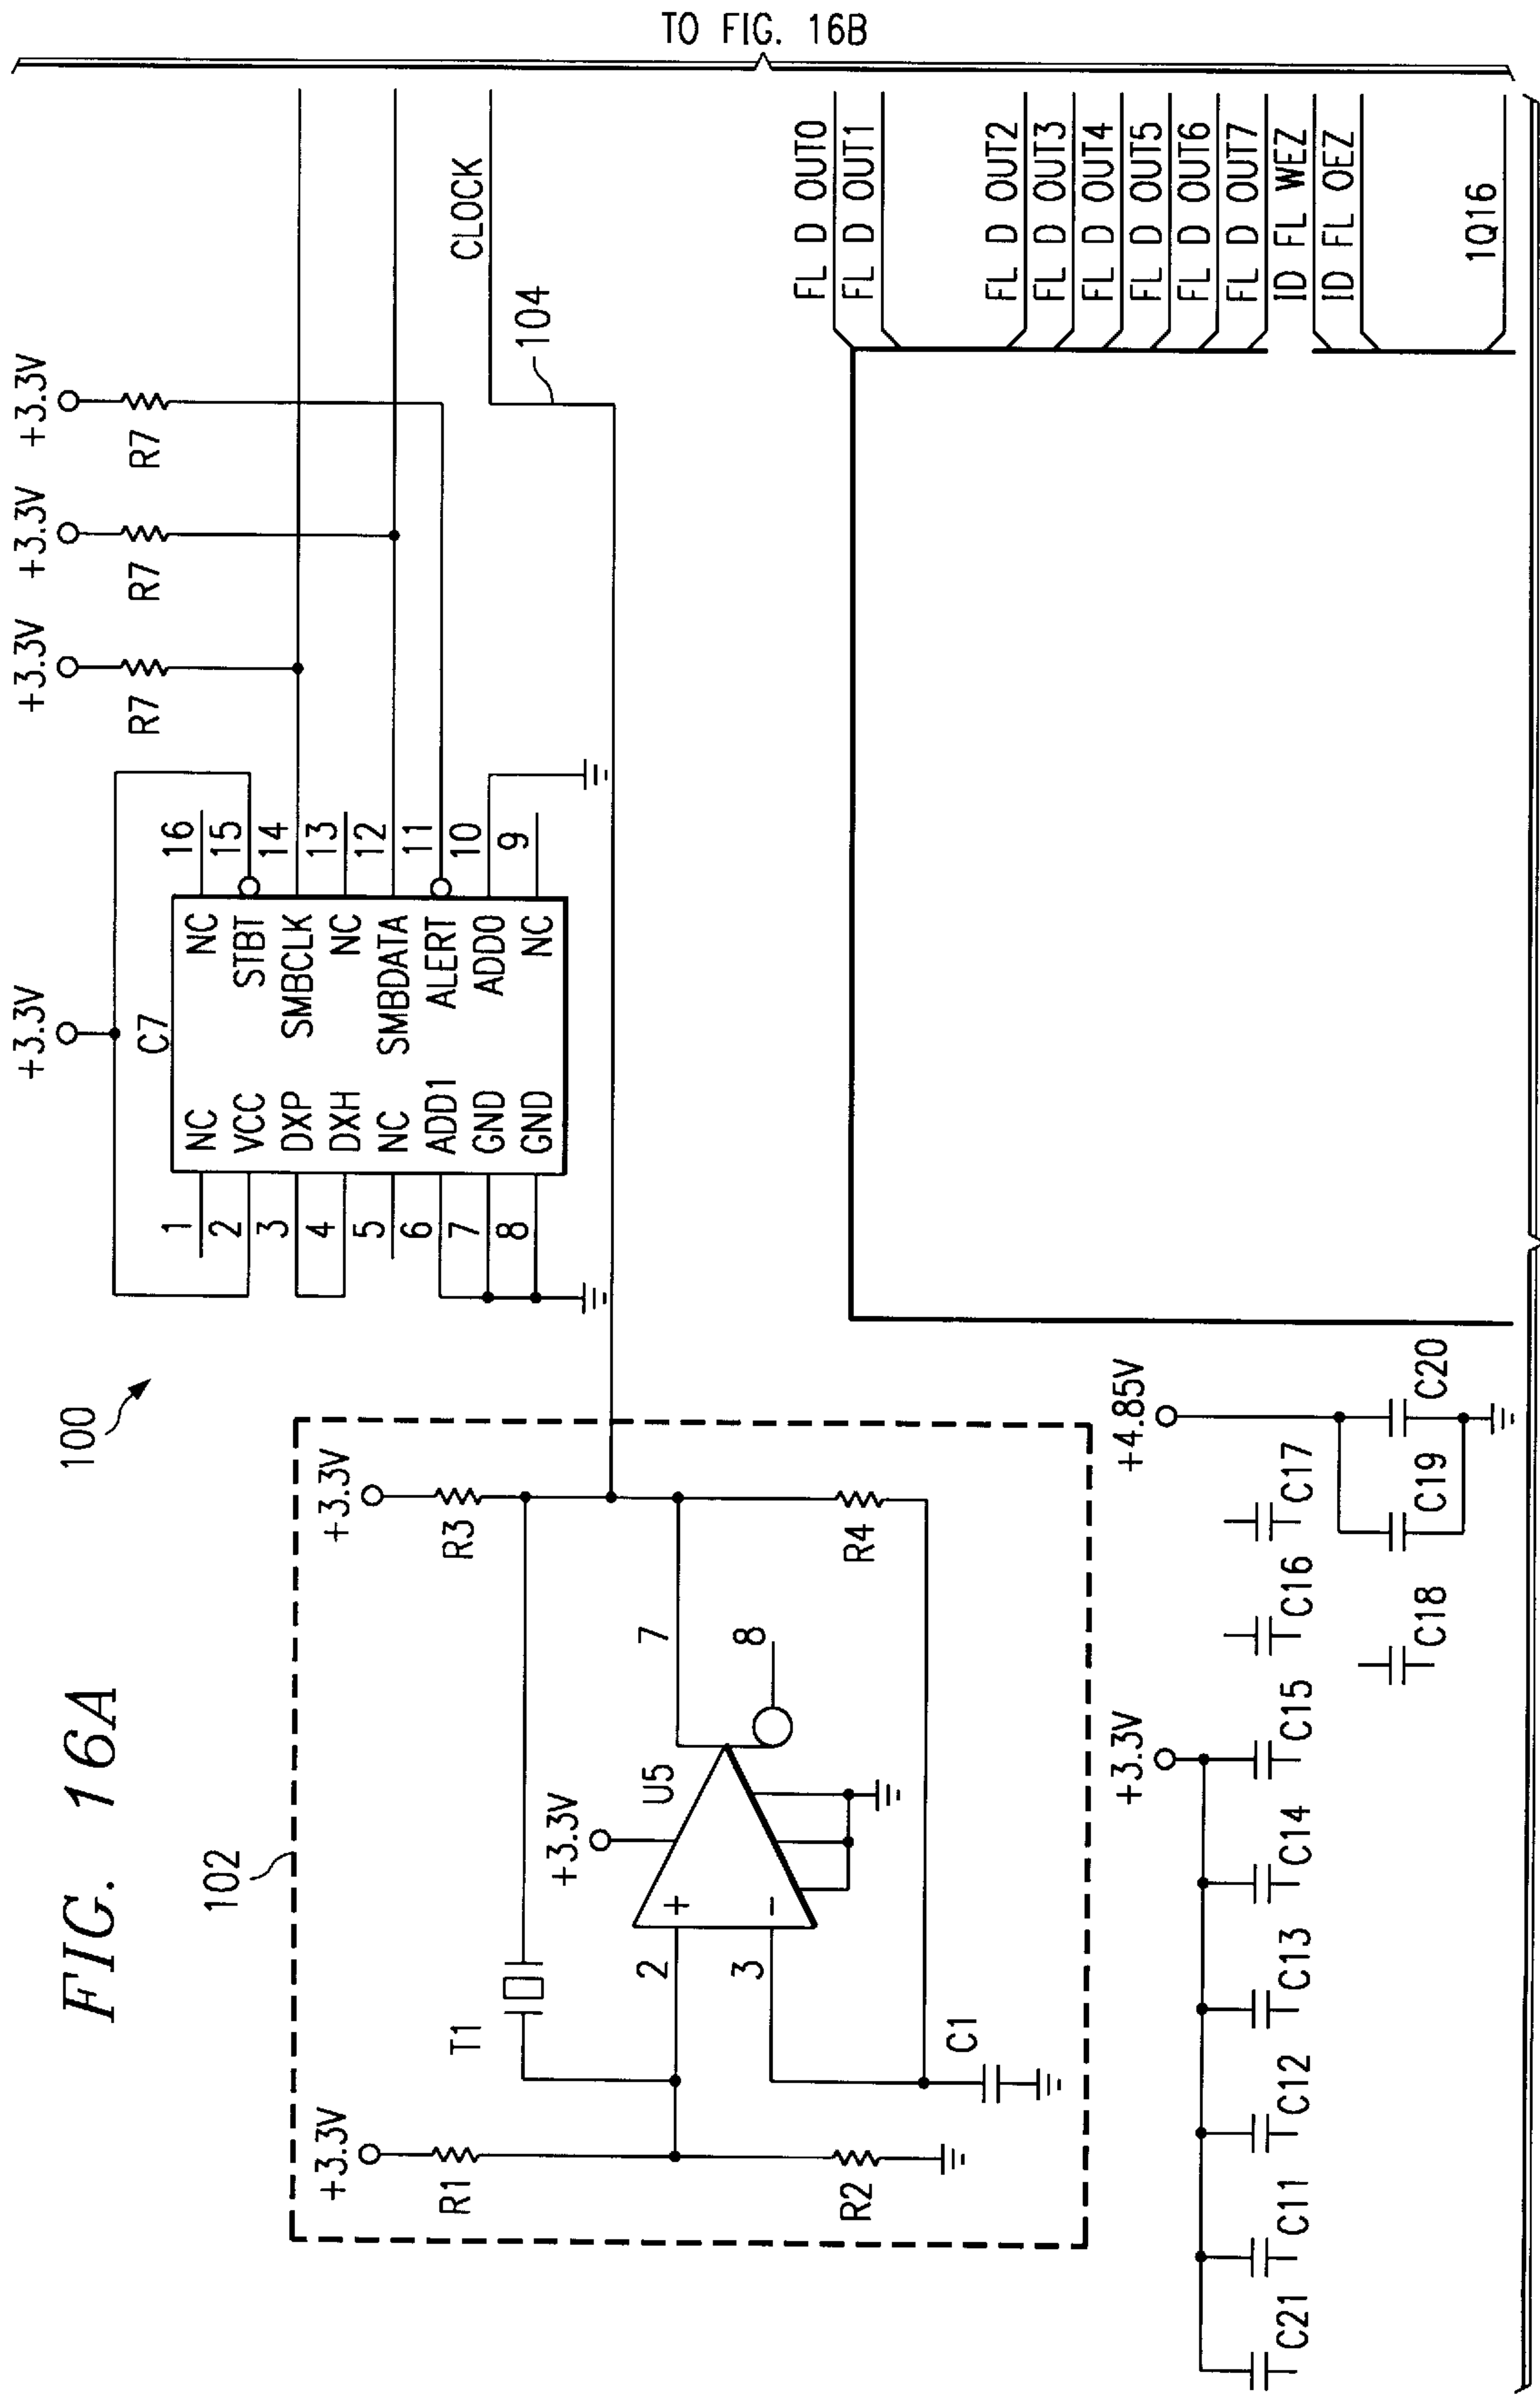 TO FIG. 16B
FIG. 16A
100
102
+3.3V
R1
R2
T1
+3.3V
R3
R4
+3.3V
U5
+
-
2
3
7
8
C1
+3.3V
C7
1
2
3
4
5
6
7
8
NC
VCC
DXP
DXH
NC
ADD1
GND
GND
NC
STBT
SMBCLK
NC
SMBDATA
ALERT
ADD0
NC
16
15
14
13
12
11
10
9
+3.3V
+3.3V
+3.3V
R7
R7
R7
CLOCK
104
FL D OUT0
FL D OUT1
FL D OUT2
FL D OUT3
FL D OUT4
FL D OUT5
FL D OUT6
FL D OUT7
ID FL WEZ
ID FL OEZ
1Q16
+3.3V
C21
C11
C12
C13
C14
C15
C16
C17
+4.85V
C18
C19
C20